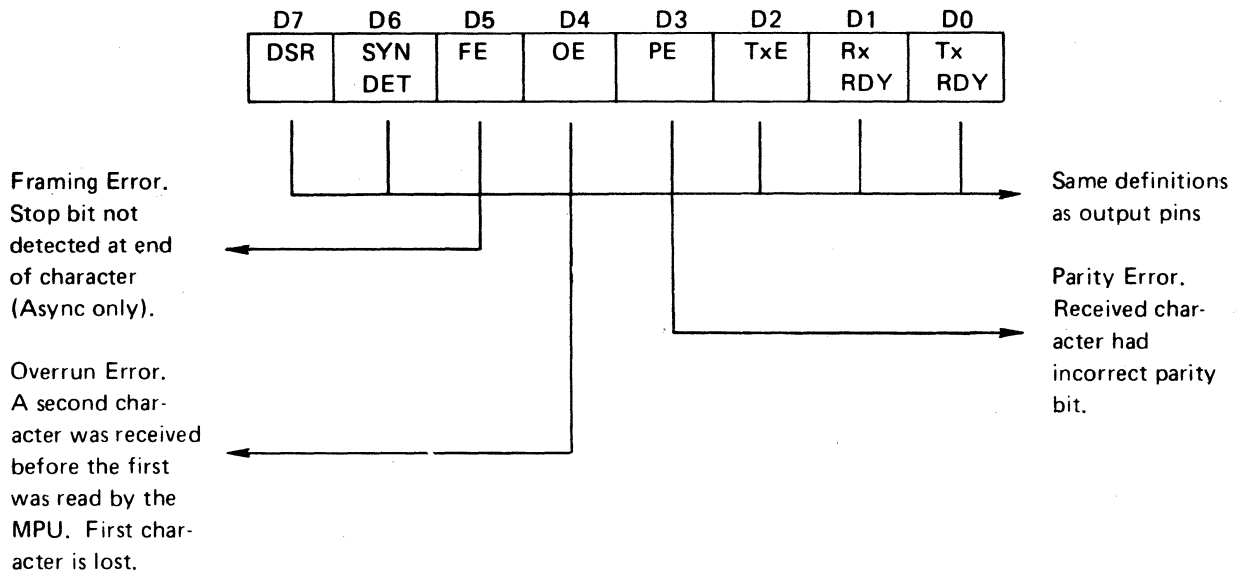 D7 D6 D5 D4 D3 D2 D1 D0
DSR SYN DET FE OE PE TxE Rx RDY Tx RDY
Framing Error.
Stop bit not
detected at end
of character
(Async only).
Overrun Error.
A second char-
acter was received
before the first
was read by the
MPU. First char-
acter is lost.
Same definitions
as output pins
Parity Error.
Received char-
acter had
incorrect parity
bit.